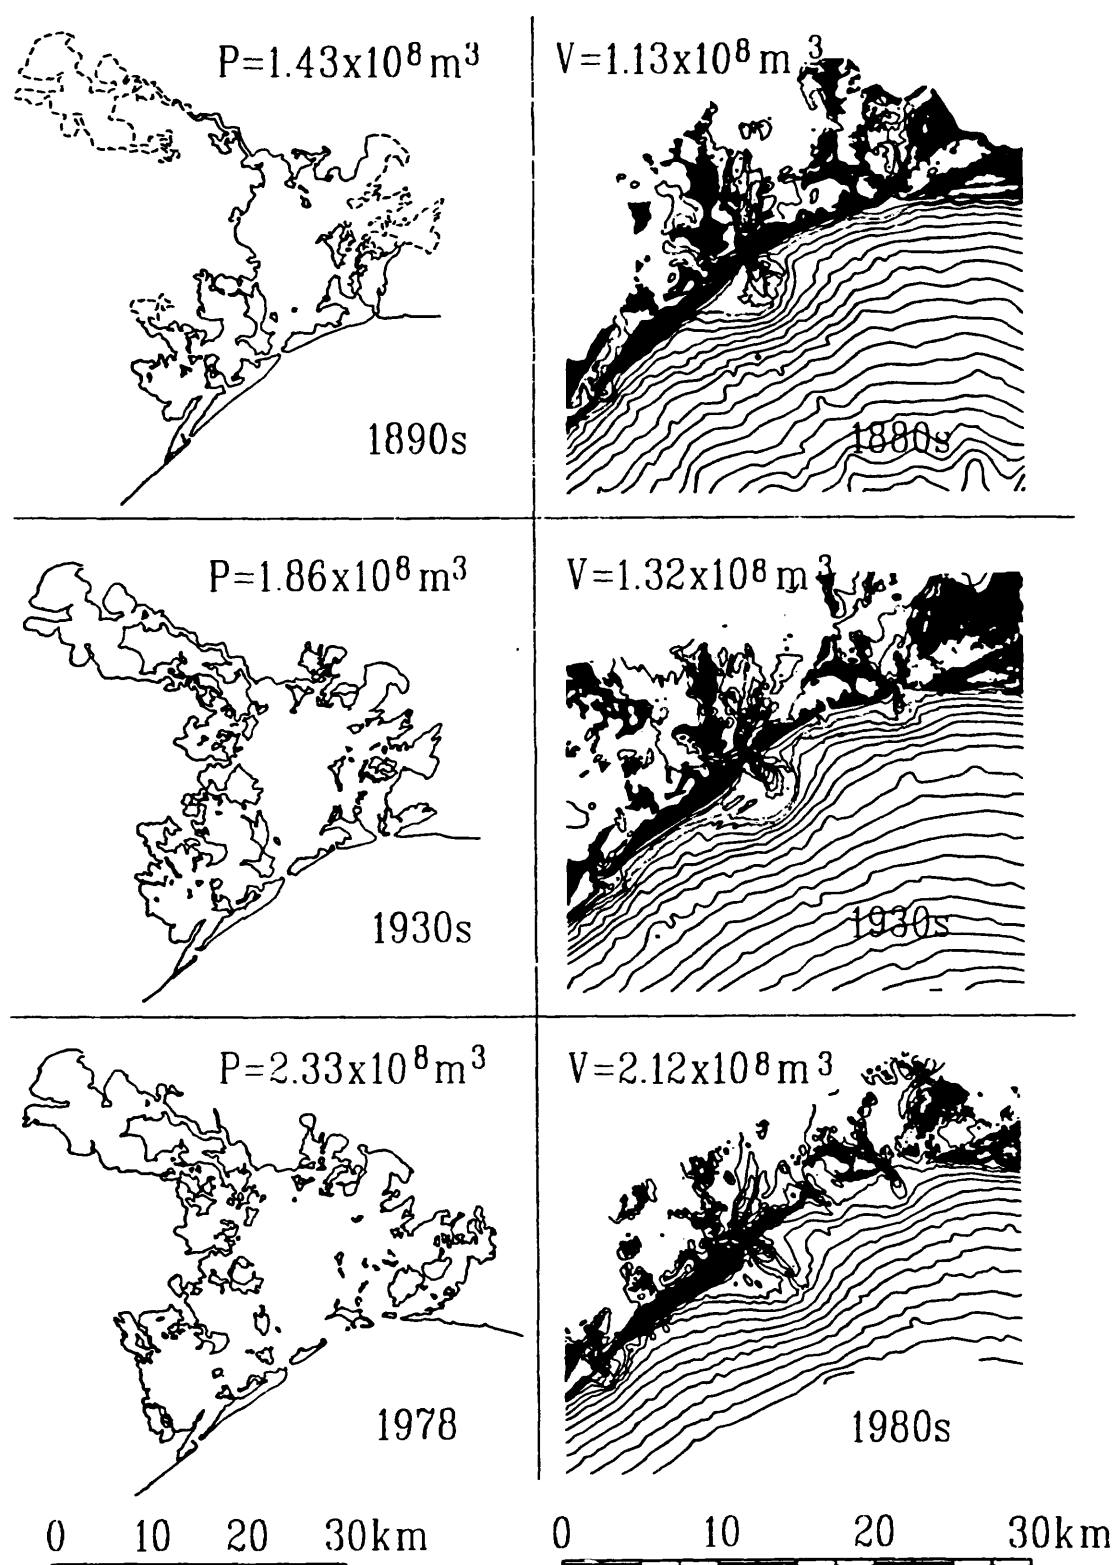 P=1.43x10⁸m³
V=1.13x10⁸m³
1890s
1880s
P=1.86x10⁸m³
V=1.32x10⁸m³
1930s
1930s
P=2.33x10⁸m³
V=2.12x10⁸m³
1978
1980s
0 10 20 30km
0 10 20 30km